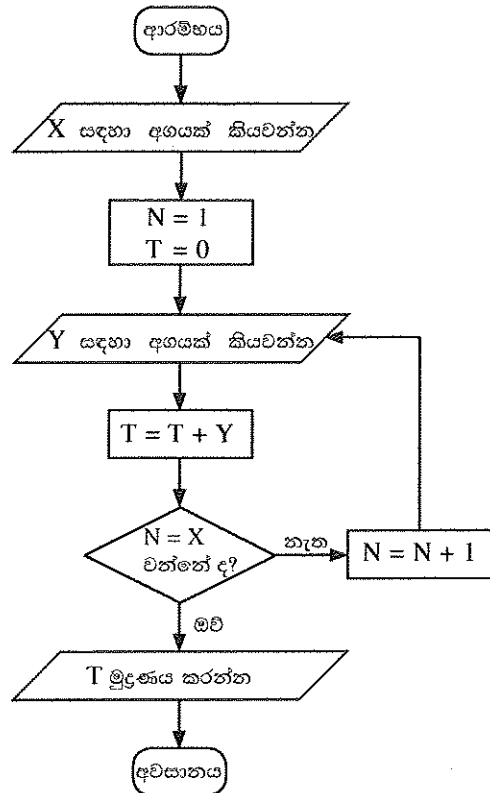 ආරම්භය
X සඳහා අගයක් කියවන්න
N = 1
T = 0
Y සඳහා අගයක් කියවන්න
T = T + Y
N = X
වන්නේ ද?
නැත
N = N + 1
ඔව්
T මුද්‍රණය කරන්න
අවසානය